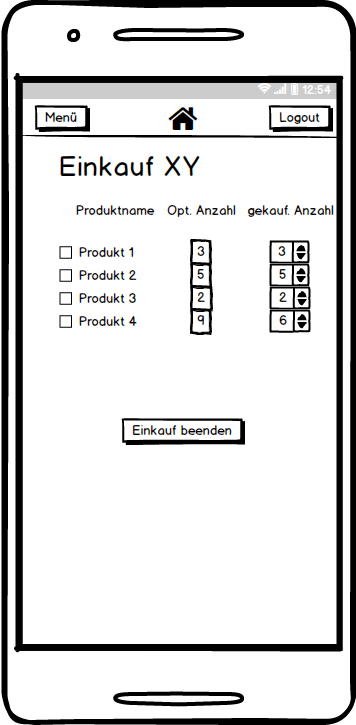 12:54
Menü Logout
Einkauf XY
Produktname Opt. Anzahl gekauf. Anzahl
Produkt 1 3 3
Produkt 2 5 5
Produkt 3 2 2
Produkt 4 9 6
Einkauf beenden